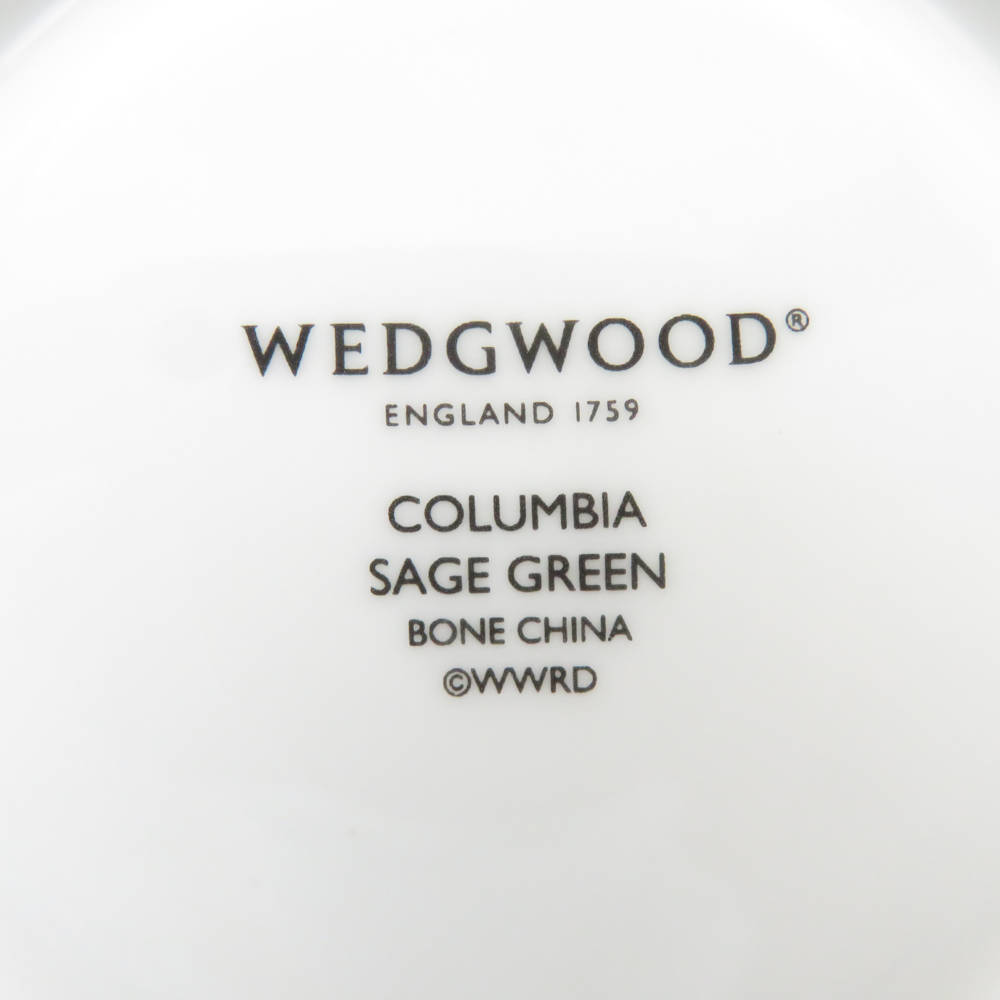 WEDGWOOD®
ENGLAND 1759
COLUMBIA
SAGE GREEN
BONE CHINA
©WWRD